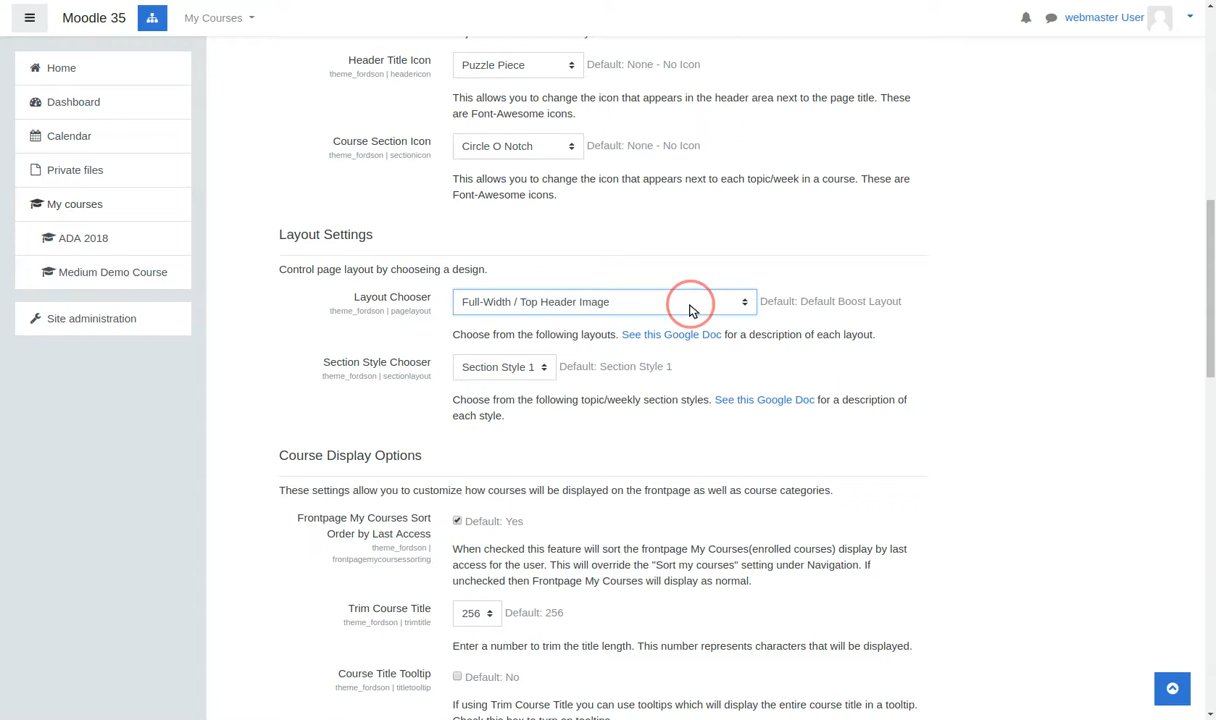 Moodle 35
My Courses
webmaster User
Home
Dashboard
Calendar
Private files
My courses
ADA 2018
Medium Demo Course
Site administration
Header Title Icon
theme_fordson | headericon
Puzzle Piece
Default: None - No Icon
This allows you to change the icon that appears in the header area next to the page title. These
are Font-Awesome icons.
Course Section Icon
theme_fordson | sectionicon
Circle O Notch
Default: None - No Icon
This allows you to change the icon that appears next to each topic/week in a course. These are
Font-Awesome icons.
Layout Settings
Control page layout by chooseing a design.
Layout Chooser
theme_fordson | pagelayout
Full-Width / Top Header Image
Default: Default Boost Layout
Choose from the following layouts. See this Google Doc for a description of each layout.
Section Style Chooser
theme_fordson | sectionlayout
Section Style 1
Default: Section Style 1
Choose from the following topic/weekly section styles. See this Google Doc for a description of
each style.
Course Display Options
These settings allow you to customize how courses will be displayed on the frontpage as well as course categories.
Frontpage My Courses Sort
Order by Last Access
theme_fordson |
frontpagemycoursessorting
Default: Yes
When checked this feature will sort the frontpage My Courses(enrolled courses) display by last
access for the user. This will override the "Sort my courses" setting under Navigation. If
unchecked then Frontpage My Courses will display as normal.
Trim Course Title
theme_fordson | trimtitle
256
Default: 256
Enter a number to trim the title length. This number represents characters that will be displayed.
Course Title Tooltip
theme_fordson | titletooltip
Default: No
If using Trim Course Title you can use tooltips which will display the entire course title in a tooltip.
Check this box to turn on tooltips.